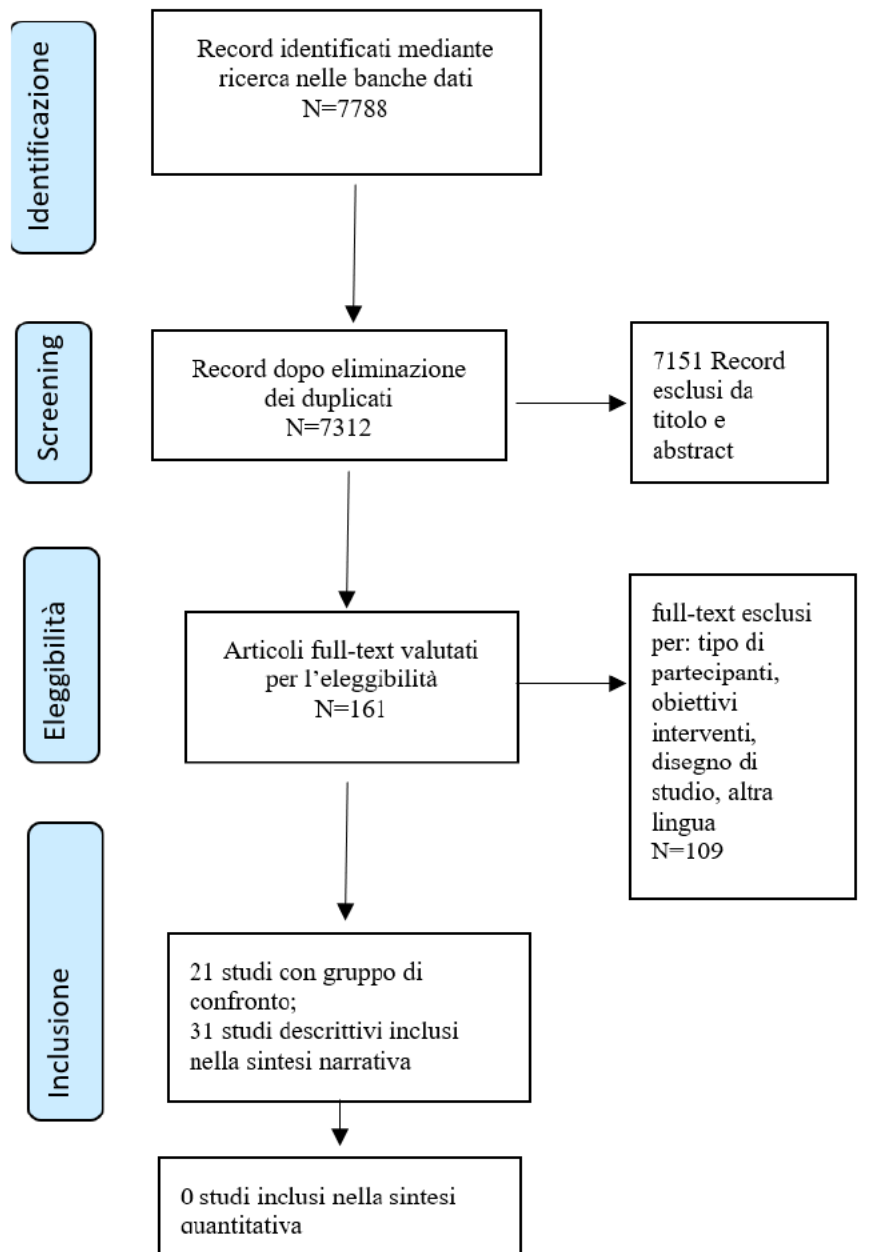 Identificazione
Record identificati mediante
ricerca nelle banche dati
N=7788
Screening
Record dopo eliminazione
dei duplicati
N=7312
7151 Record
esclusi da
titolo e
abstract
Eleggibilità
Articoli full-text valutati
per l’eleggibilità
N=161
full-text esclusi
per: tipo di
partecipanti,
obiettivi
interventi,
disegno di
studio, altra
lingua
N=109
Inclusione
21 studi con gruppo di
confronto;
31 studi descrittivi inclusi
nella sintesi narrativa
0 studi inclusi nella sintesi
quantitativa